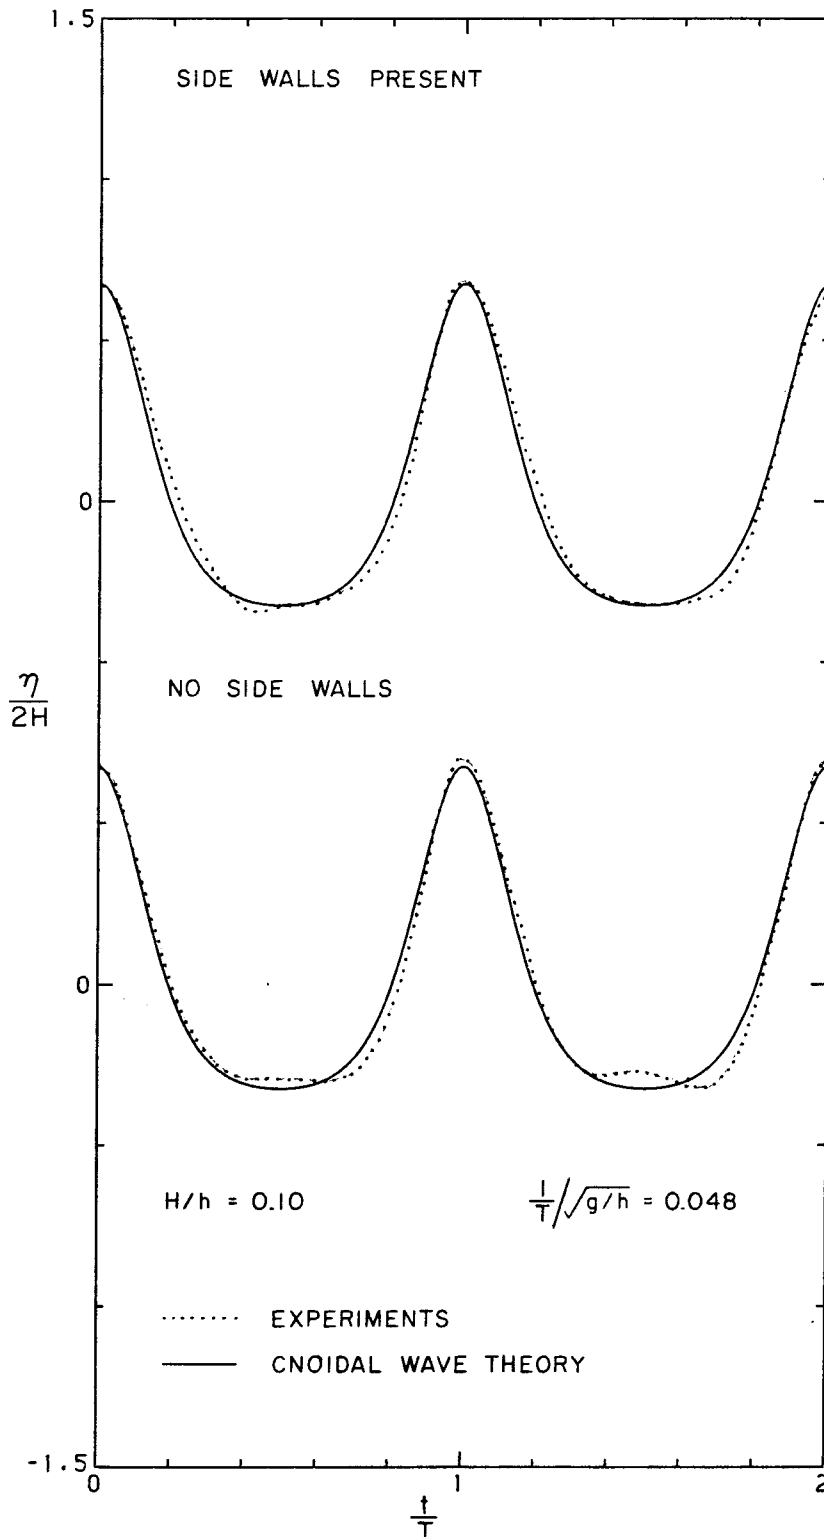 1.5
SIDE WALLS PRESENT
0
NO SIDE WALLS
η/2H
0
H/h = 0.10
1/T/√g/h = 0.048
EXPERIMENTS
CNOIDAL WAVE THEORY
-1.5
0 1 2
t/T